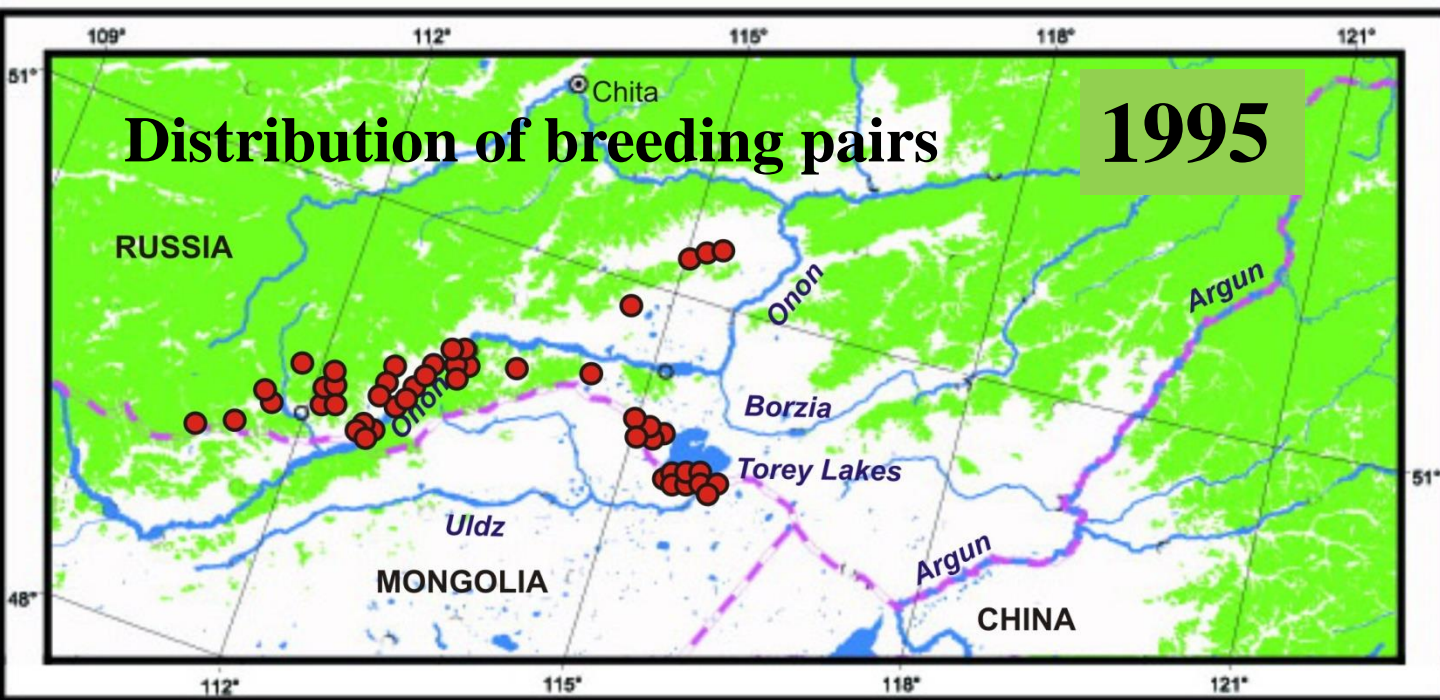 109° 112° 115° 118° 121°
51°
Chita
Distribution of breeding pairs 1995
RUSSIA
Onon
Argun
Onon
Borzia
Torey Lakes
51°
Uldz
Argun
MONGOLIA
48°
CHINA
112° 115° 118° 121°